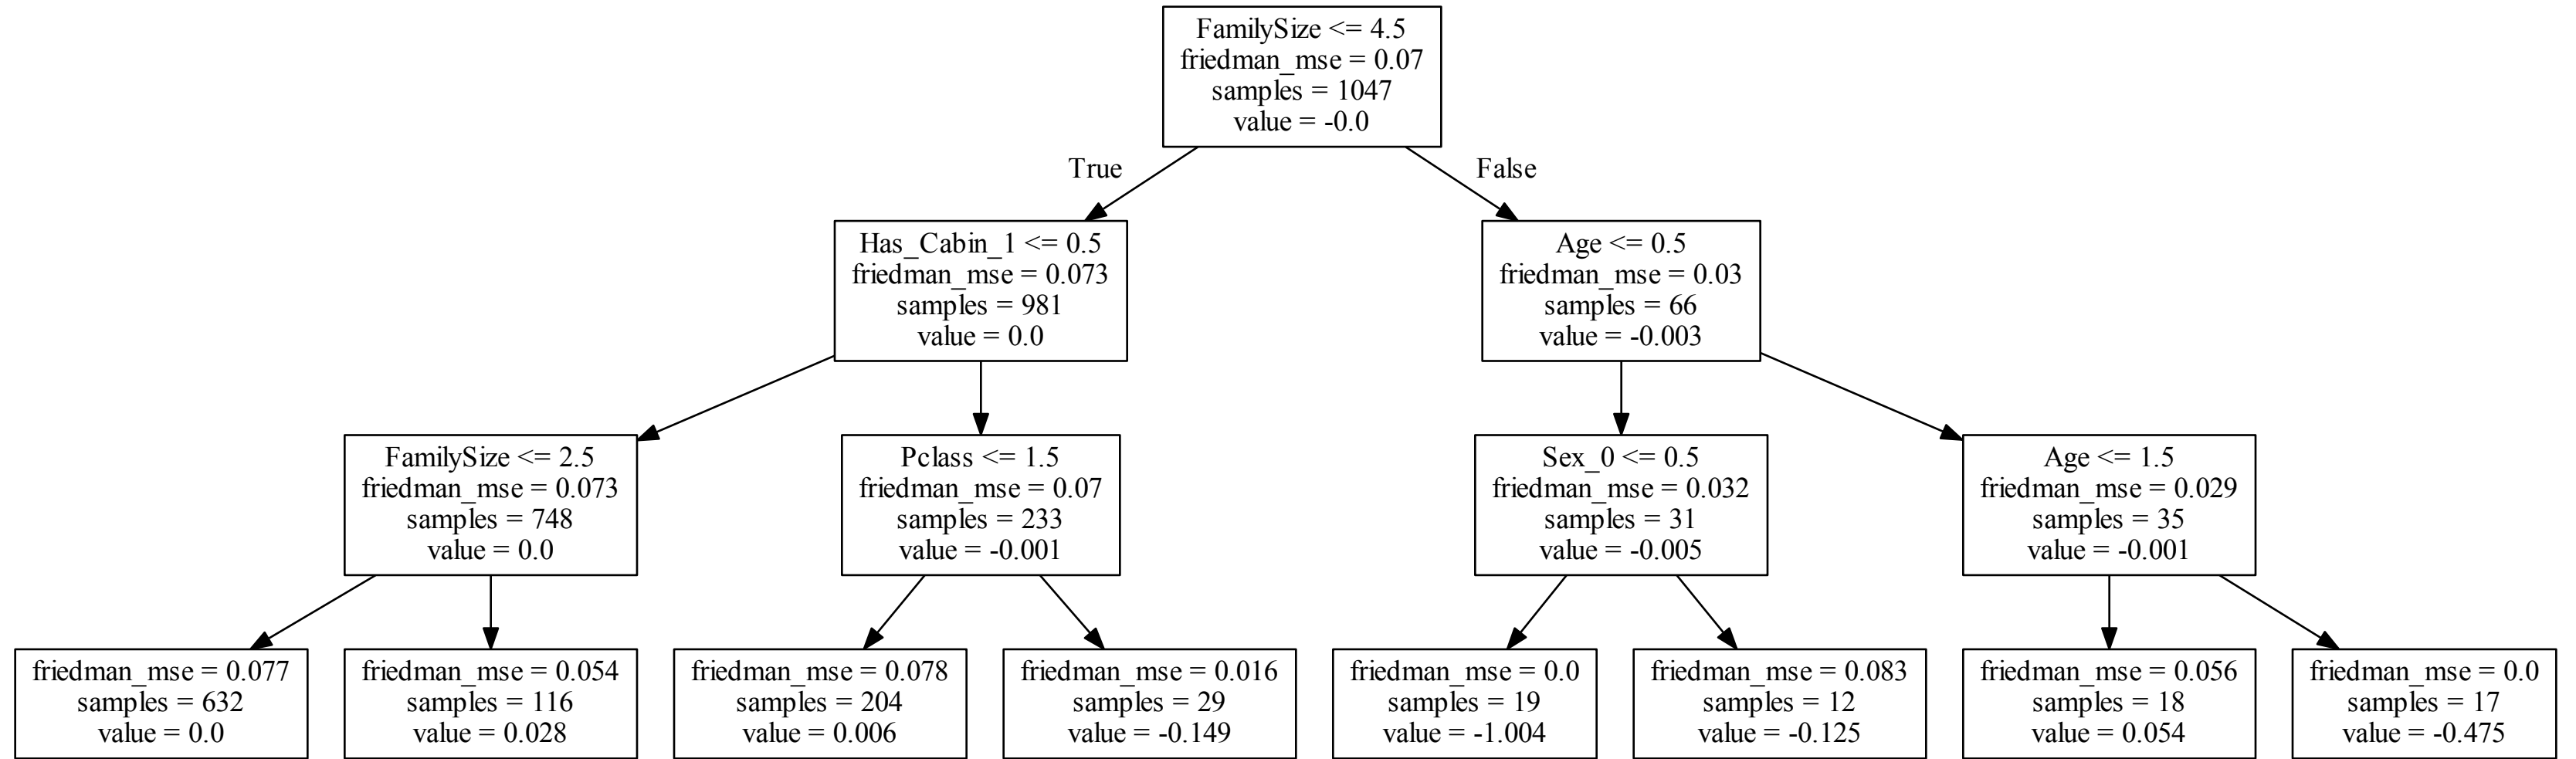 FamilySize <= 4.5
friedman_mse = 0.07
samples = 1047
value = -0.0
True
False
Has_Cabin_1 <= 0.5
friedman_mse = 0.073
samples = 981
value = 0.0
Age <= 0.5
friedman_mse = 0.03
samples = 66
value = -0.003
FamilySize <= 2.5
friedman_mse = 0.073
samples = 748
value = 0.0
Pclass <= 1.5
friedman_mse = 0.07
samples = 233
value = -0.001
Sex_0 <= 0.5
friedman_mse = 0.032
samples = 31
value = -0.005
Age <= 1.5
friedman_mse = 0.029
samples = 35
value = -0.001
friedman_mse = 0.077
samples = 632
value = 0.0
friedman_mse = 0.054
samples = 116
value = 0.028
friedman_mse = 0.078
samples = 204
value = 0.006
friedman_mse = 0.016
samples = 29
value = -0.149
friedman_mse = 0.0
samples = 19
value = -1.004
friedman_mse = 0.083
samples = 12
value = -0.125
friedman_mse = 0.056
samples = 18
value = 0.054
friedman_mse = 0.0
samples = 17
value = -0.475